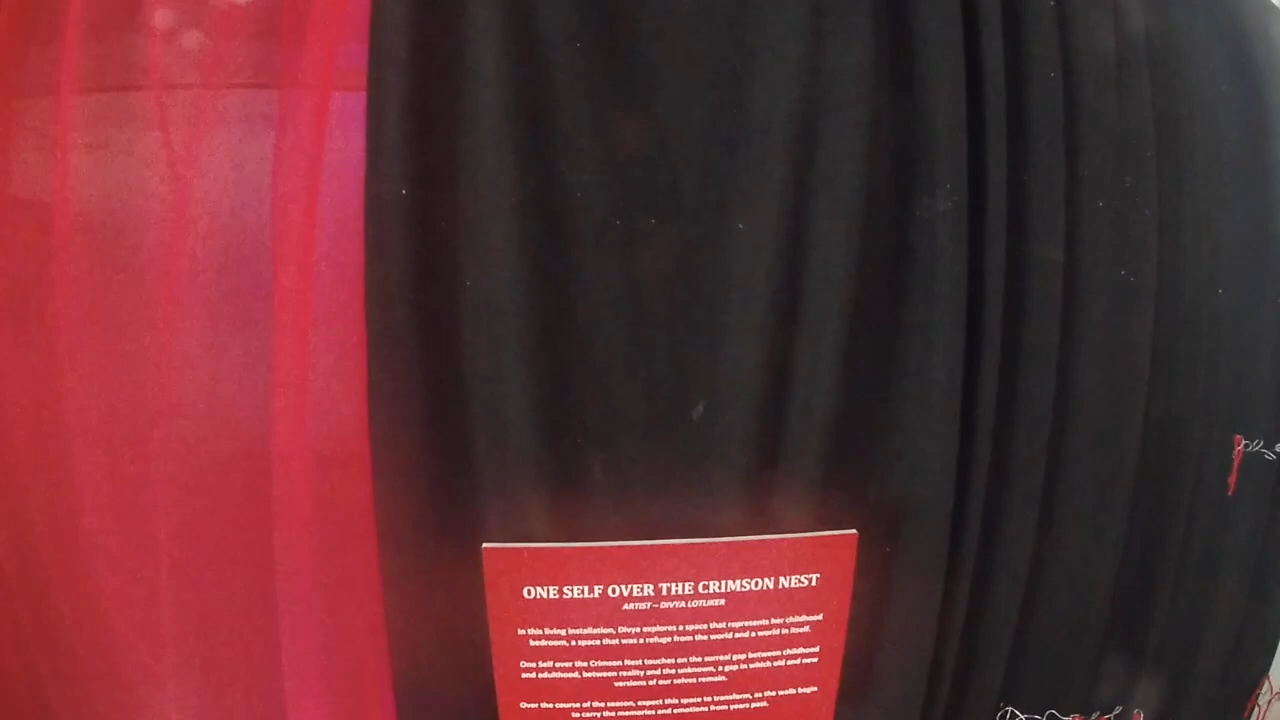 ONE SELF OVER THE CRIMSON NEST
ARTIST – DIVYA LOTLIKER
In this living installation, Divya explores a space that represents her childhood
bedroom, a space that was a refuge from the world and a world in itself.
One Self over the Crimson Nest touches on the surreal gap between childhood
and adulthood, between reality and the unknown, a gap in which old and new
versions of our selves remain.
Over the course of the season, expect this space to transform, as the walls begin
to carry the memories and emotions from years past.